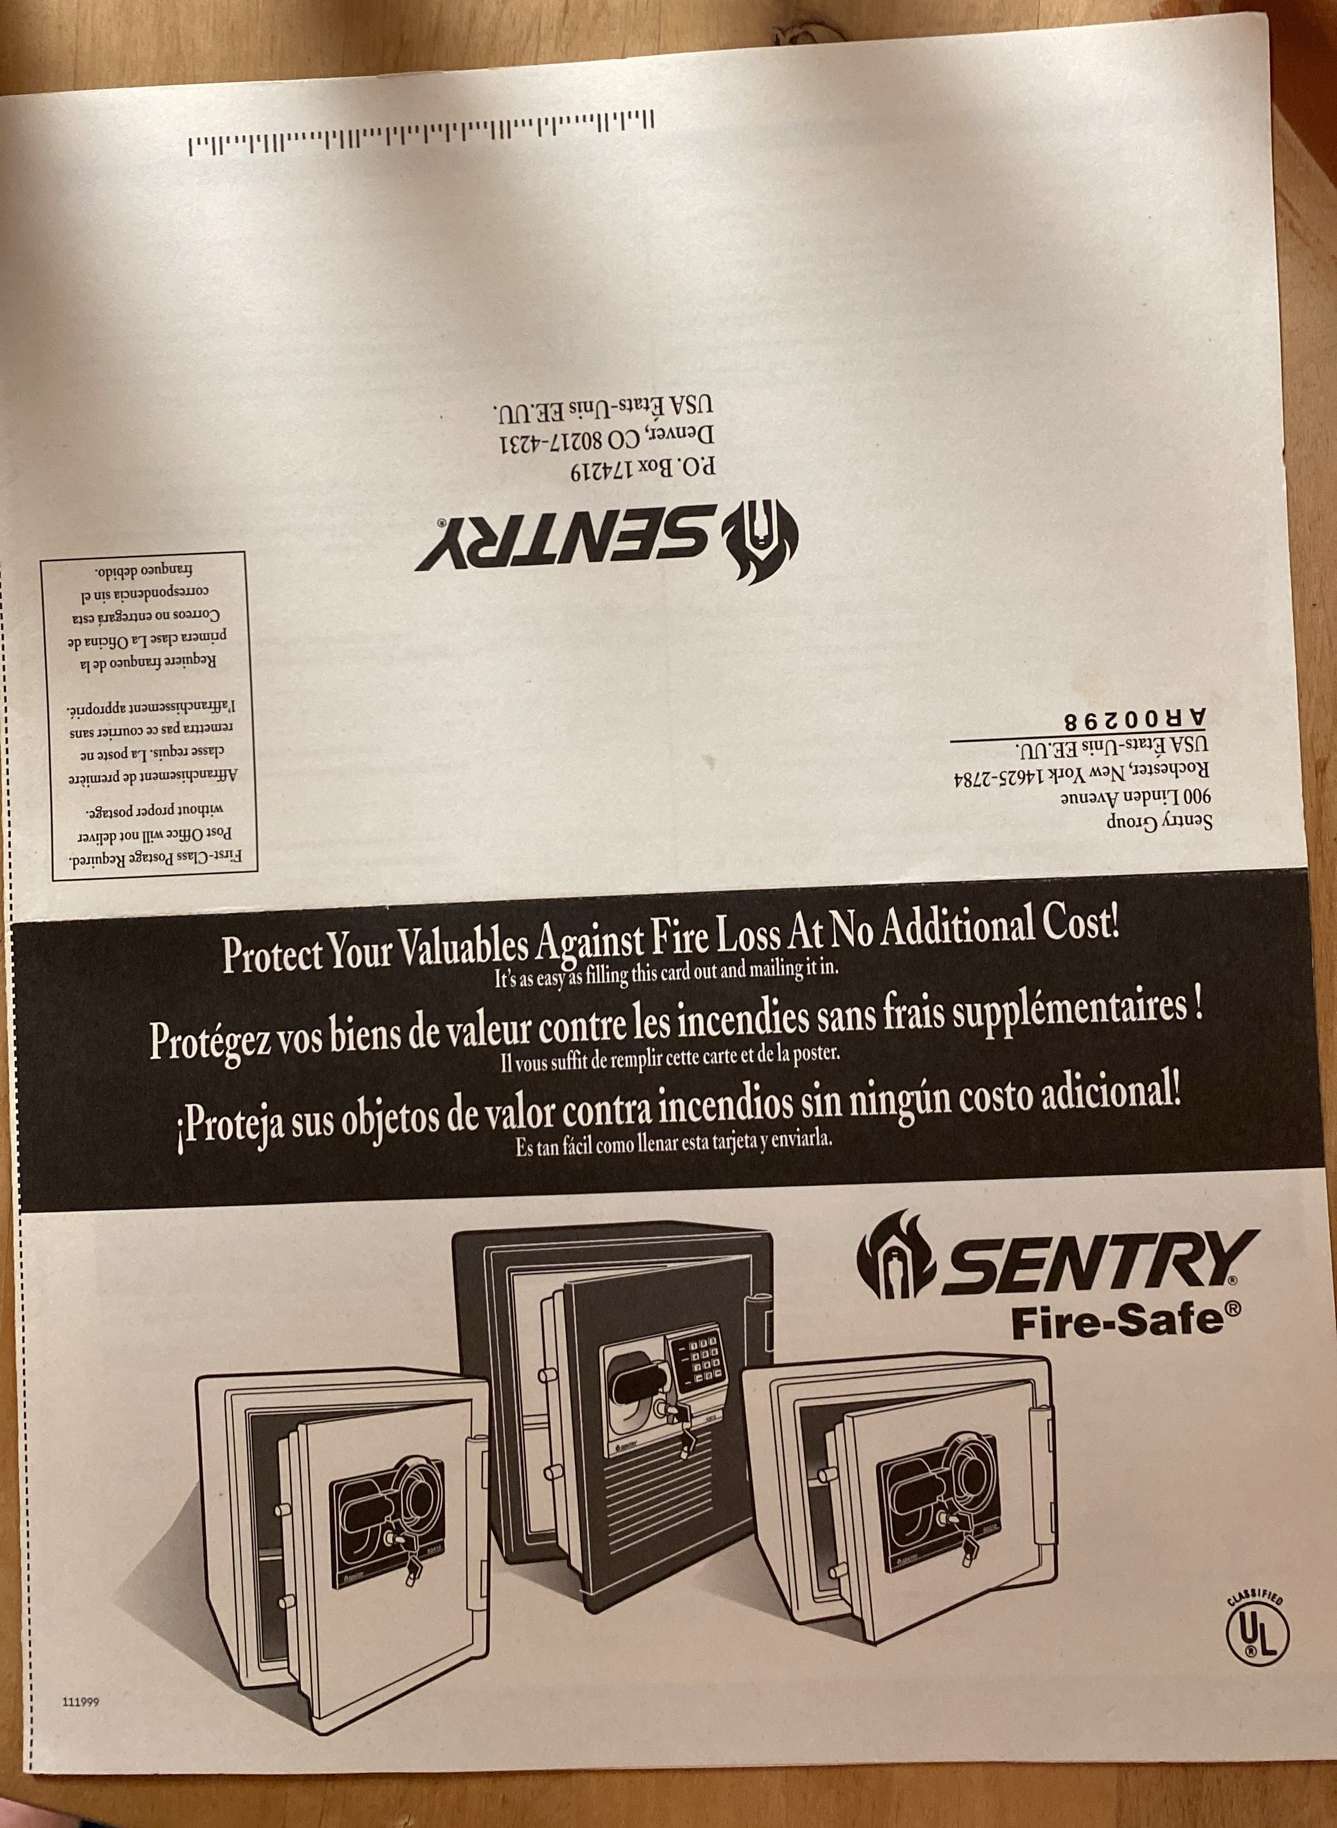 USA États-Unis EE.UU.
Denver, CO 80217-4231
P.O. Box 174219
SENTRY®
First-Class Postage Required.
Post Office will not deliver
without proper postage.
Affranchisement de première
classe requis. La poste ne
remettra pas ce courrier sans
l'affranchissement approprié.
Requiere franqueo de la
primera clase La Oficina de
Correos no entregará esta
correspondencia sin el
franqueo debido.
Sentry Group
900 Linden Avenue
Rochester, New York 14625-2784
USA États-Unis EE.UU.
AR00298
Protect Your Valuables Against Fire Loss At No Additional Cost!
It's as easy as filling this card out and mailing it in.
Protégez vos biens de valeur contre les incendies sans frais supplémentaires !
Il vous suffit de remplir cette carte et de la poster.
¡Proteja sus objetos de valor contra incendios sin ningún costo adicional!
Es tan fácil como llenar esta tarjeta y enviarla.
SENTRY®
Fire-Safe®
CLASSIFIED
UL®
111999